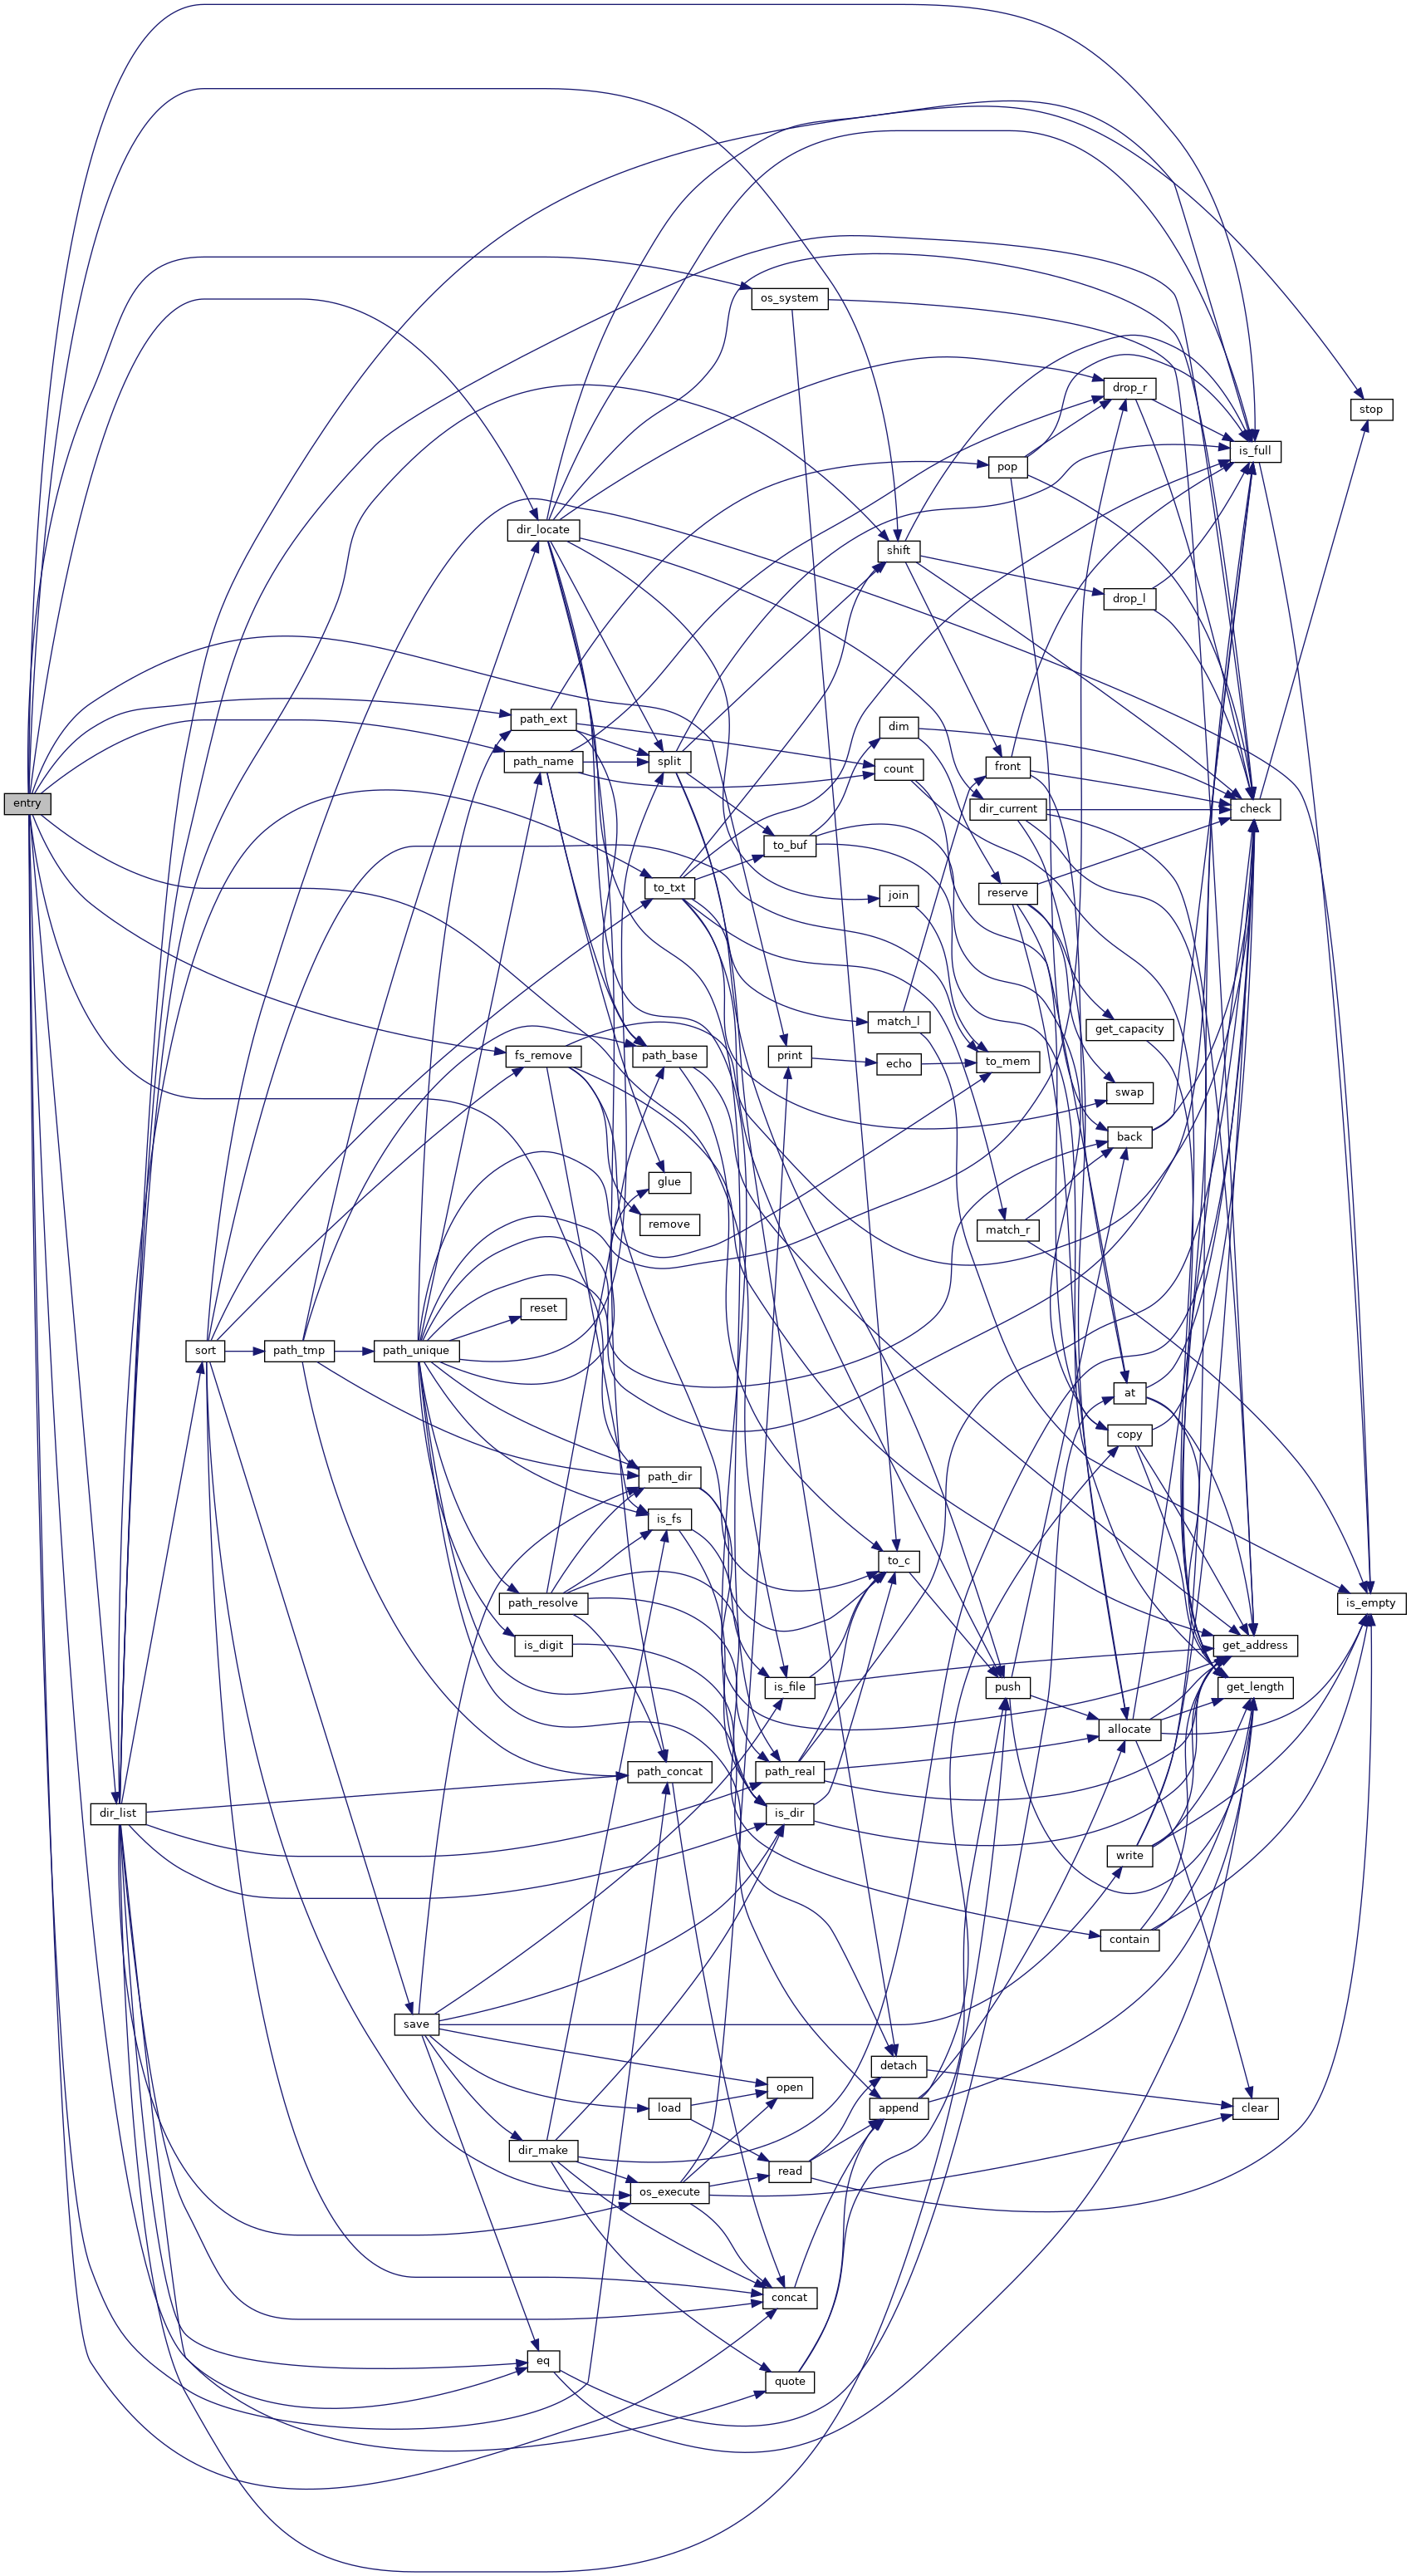 entry
dir_list
sort
path_tmp
path_unique
save
dir_locate
path_ext
path_name
fs_remove
reset
path_resolve
is_digit
dir_make
eq
split
to_txt
path_base
glue
remove
path_dir
is_fs
path_concat
load
os_execute
os_system
to_buf
print
is_file
path_real
is_dir
open
read
concat
quote
shift
dim
count
join
match_l
echo
to_c
detach
append
pop
front
dir_current
reserve
to_mem
match_r
push
drop_r
drop_l
get_capacity
swap
back
at
copy
allocate
write
contain
is_full
check
get_address
get_length
clear
stop
is_empty